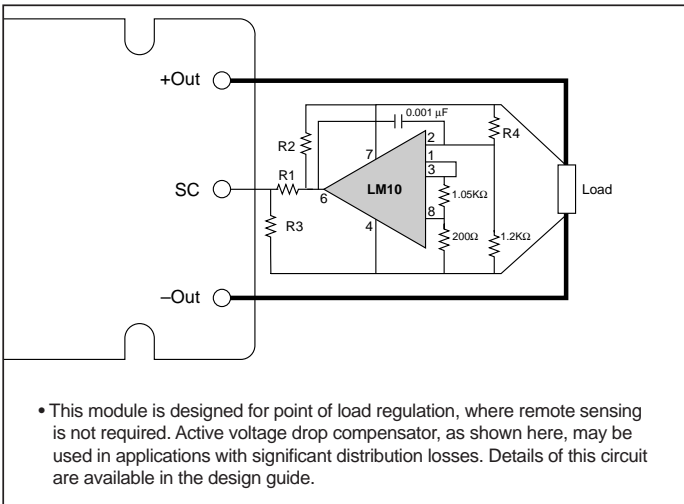 +Out
0.001 µF
R4
2
R2
7
1
R1
3
SC
LM10
Load
6
1.05KΩ
8
R3
4
200Ω
1.2KΩ
–Out
• This module is designed for point of load regulation, where remote sensing
is not required. Active voltage drop compensator, as shown here, may be
used in applications with significant distribution losses. Details of this circuit
are available in the design guide.